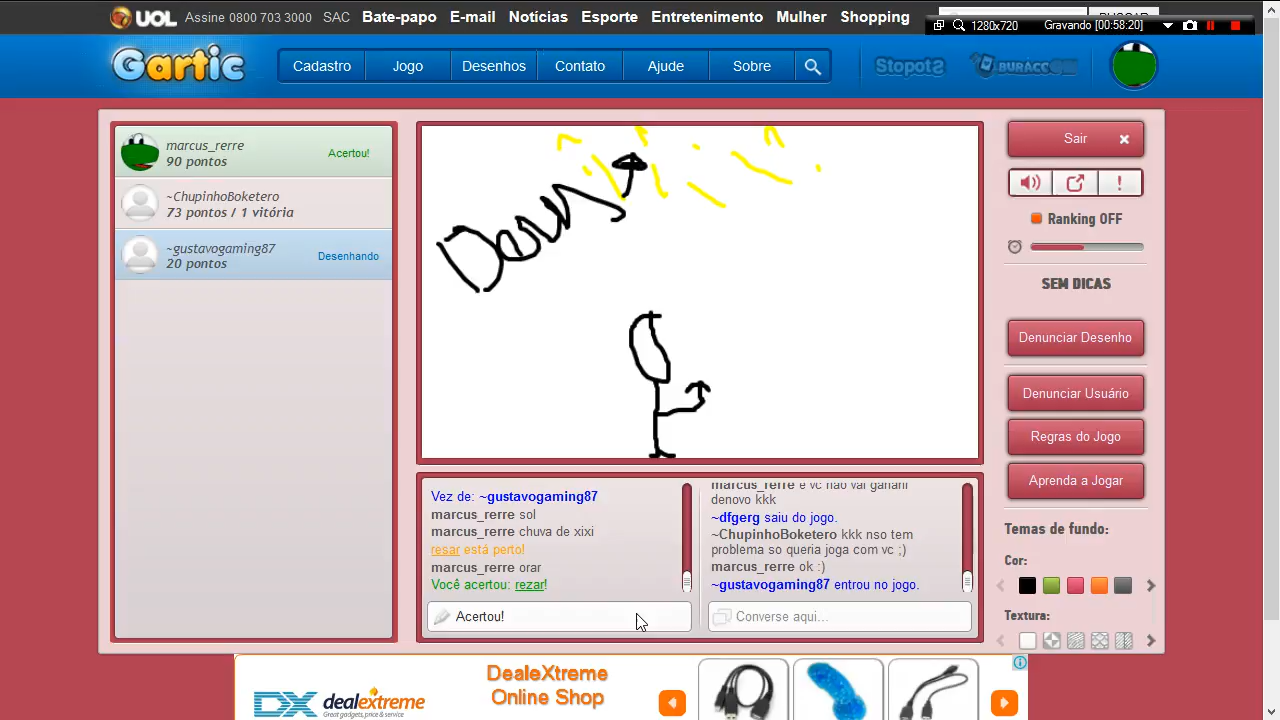 UOL Assine 0800 703 3000 SAC Bate-papo E-mail Notícias Esporte Entretenimento Mulher Shopping
1280x720 Gravando [00:58:20]
Gartic Cadastro Jogo Desenhos Contato Ajuda Sobre Stopots BURACO
marcus_rerre
90 pontos
Acertou!
~ChupinhoBoketero
73 pontos / 1 vitória
~gustavogaming87
20 pontos
Desenhando
Sair
!
Ranking OFF
SEM DICAS
Denunciar Desenho
Denunciar Usuário
Regras do Jogo
Aprenda a Jogar
Temas de fundo:
Cor:
Textura:
Vez de: ~gustavogaming87
marcus_rerre sol
marcus_rerre chuva de xixi
resar está perto!
marcus_rerre orar
Você acertou: rezar!
Acertou!
marcus_rerre e vc não vai ganahr
denovo kkk
~dfgerg saiu do jogo.
~ChupinhoBoketero kkk nso tem
problema so queria joga com vc ;)
marcus_rerre ok :)
~gustavogaming87 entrou no jogo.
Converse aqui...
DX dealextreme
Great gadgets, price & service
DealeXtreme
Online Shop